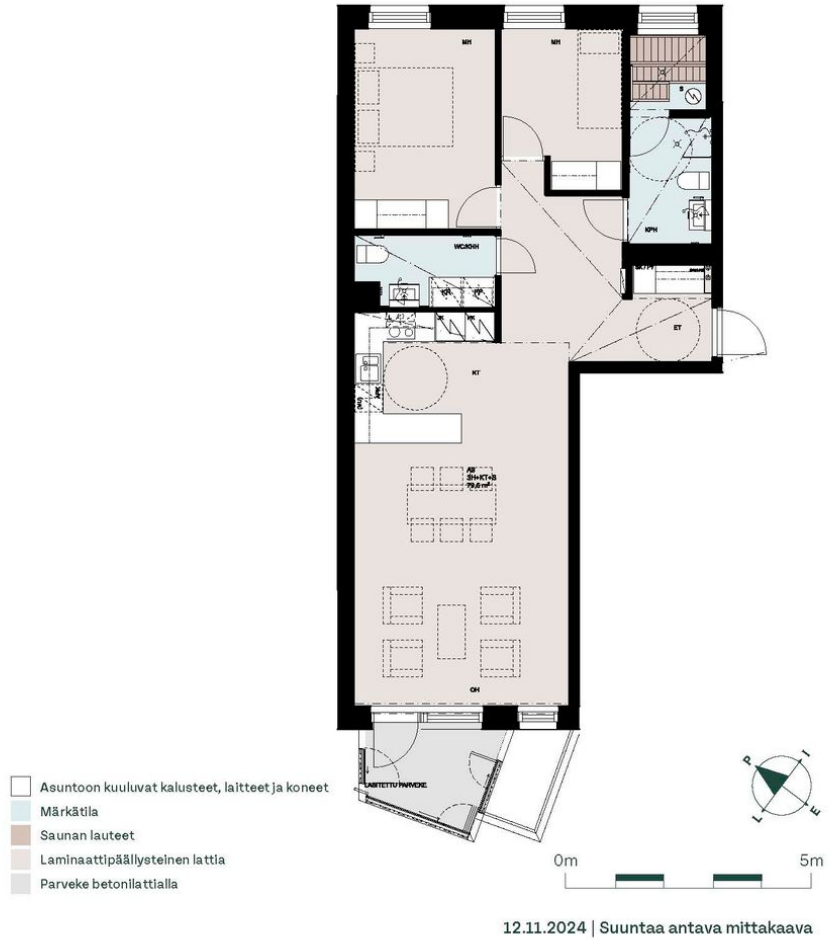 MH
MH
S
KPH
WC/KHH
ET
KT
A8
3H+KT+S
79,5 m²
OH
LASITETTU PARVEKE
Asuntoon kuuluvat kalusteet, laitteet ja koneet
Märkätila
Saunan lauteet
Laminaattipäällysteinen lattia
Parveke betonilattialla
P
I
L
E
0m
5m
12.11.2024 | Suuntaa antava mittakaava